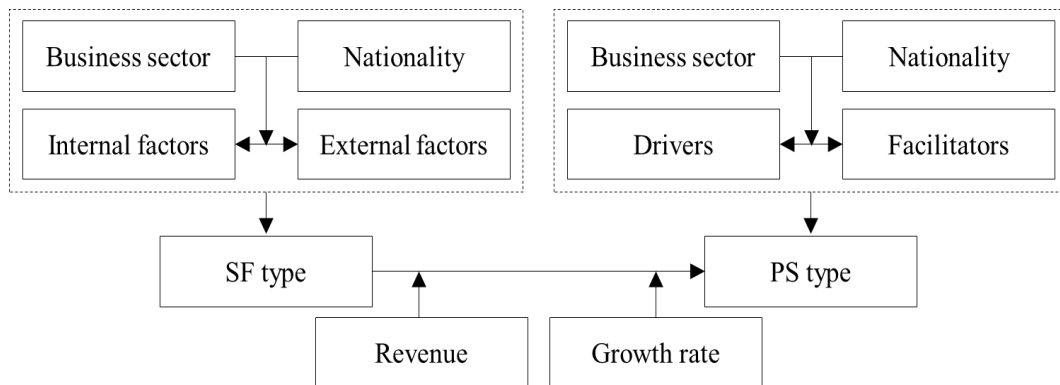 Business sector
Nationality
Internal factors
External factors
Business sector
Nationality
Drivers
Facilitators
SF type
PS type
Revenue
Growth rate